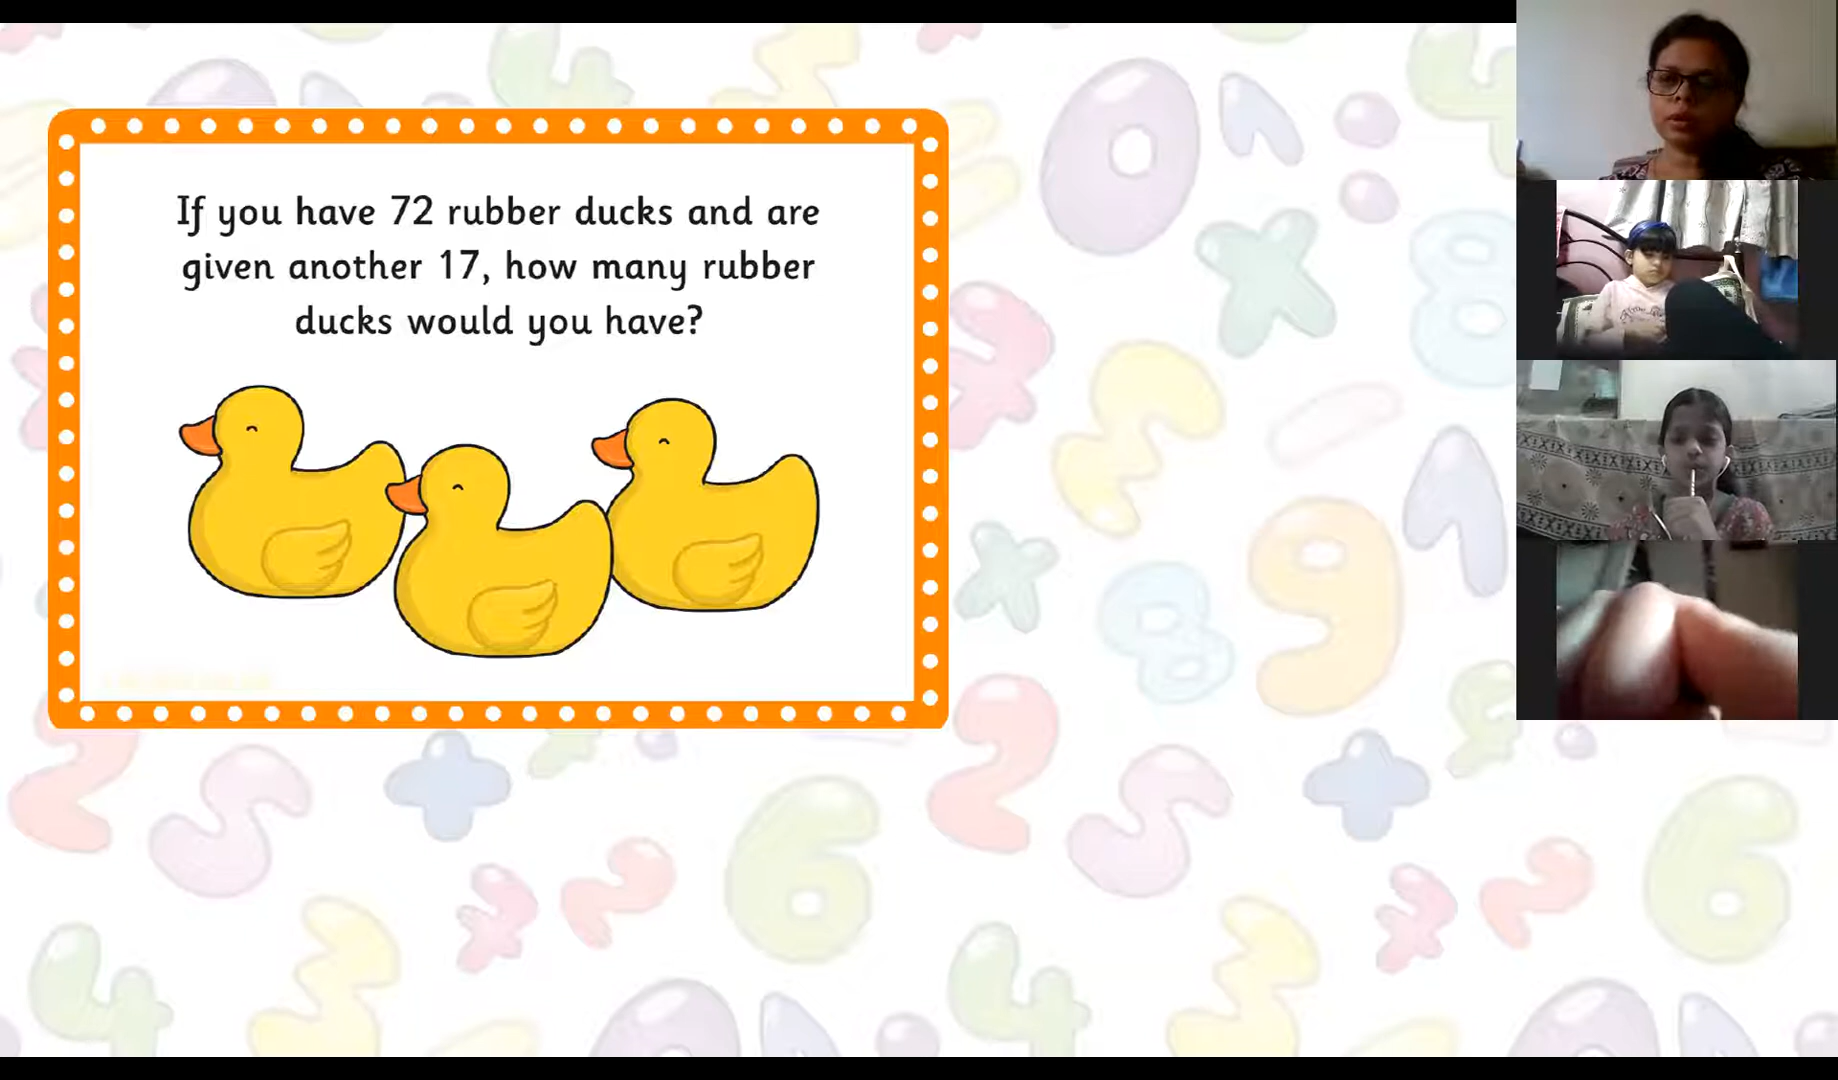 If you have 72 rubber ducks and are
given another 17, how many rubber
ducks would you have?